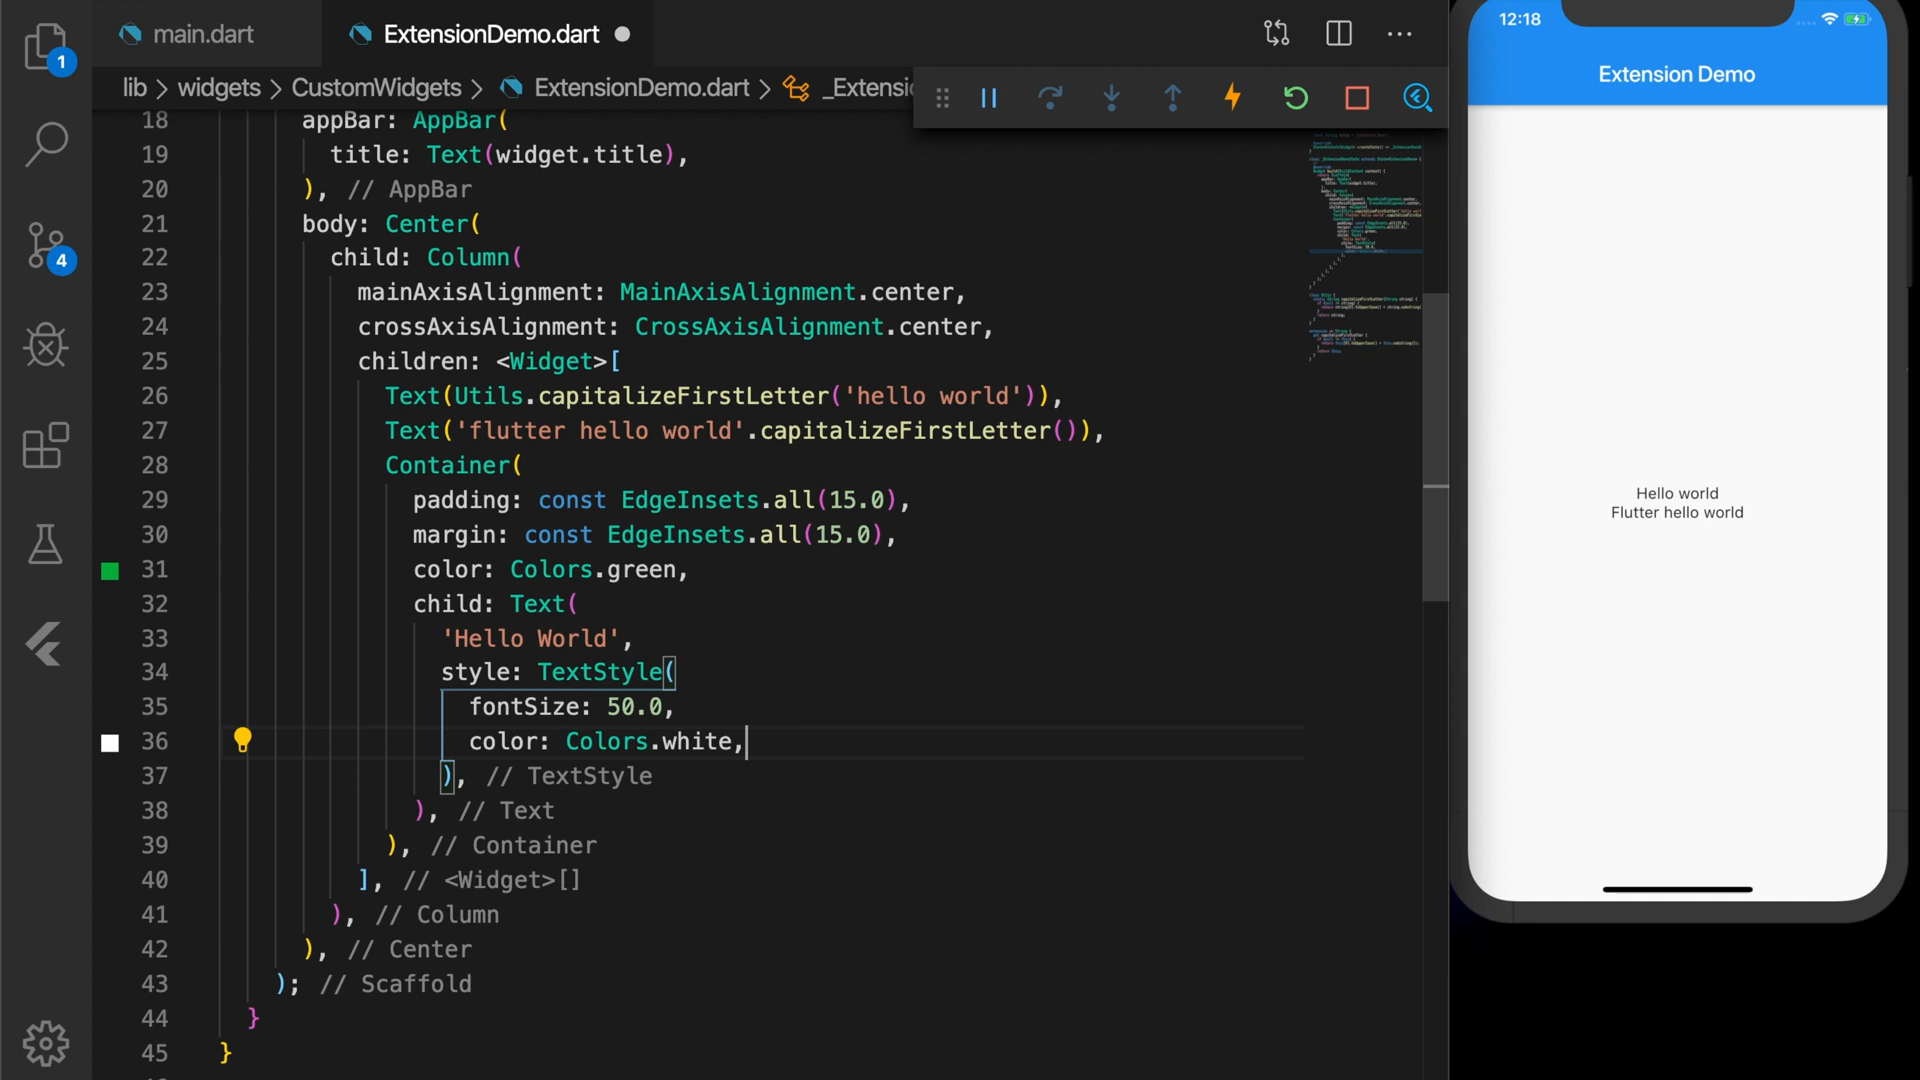 main.dart
ExtensionDemo.dart
1
lib > widgets > CustomWidgets > ExtensionDemo.dart > _Extensio
4
18 appBar: AppBar(
19 title: Text(widget.title),
20 ), // AppBar
21 body: Center(
22 child: Column(
23 mainAxisAlignment: MainAxisAlignment.center,
24 crossAxisAlignment: CrossAxisAlignment.center,
25 children: <Widget>[
26 Text(Utils.capitalizeFirstLetter('hello world')),
27 Text('flutter hello world'.capitalizeFirstLetter()),
28 Container(
29 padding: const EdgeInsets.all(15.0),
30 margin: const EdgeInsets.all(15.0),
31 color: Colors.green,
32 child: Text(
33 'Hello World',
34 style: TextStyle(
35 fontSize: 50.0,
36 color: Colors.white,
37 ), // TextStyle
38 ), // Text
39 ), // Container
40 ], // <Widget>[]
41 ), // Column
42 ), // Center
43 ); // Scaffold
44 }
45 }
12:18
Extension Demo
Hello world
Flutter hello world